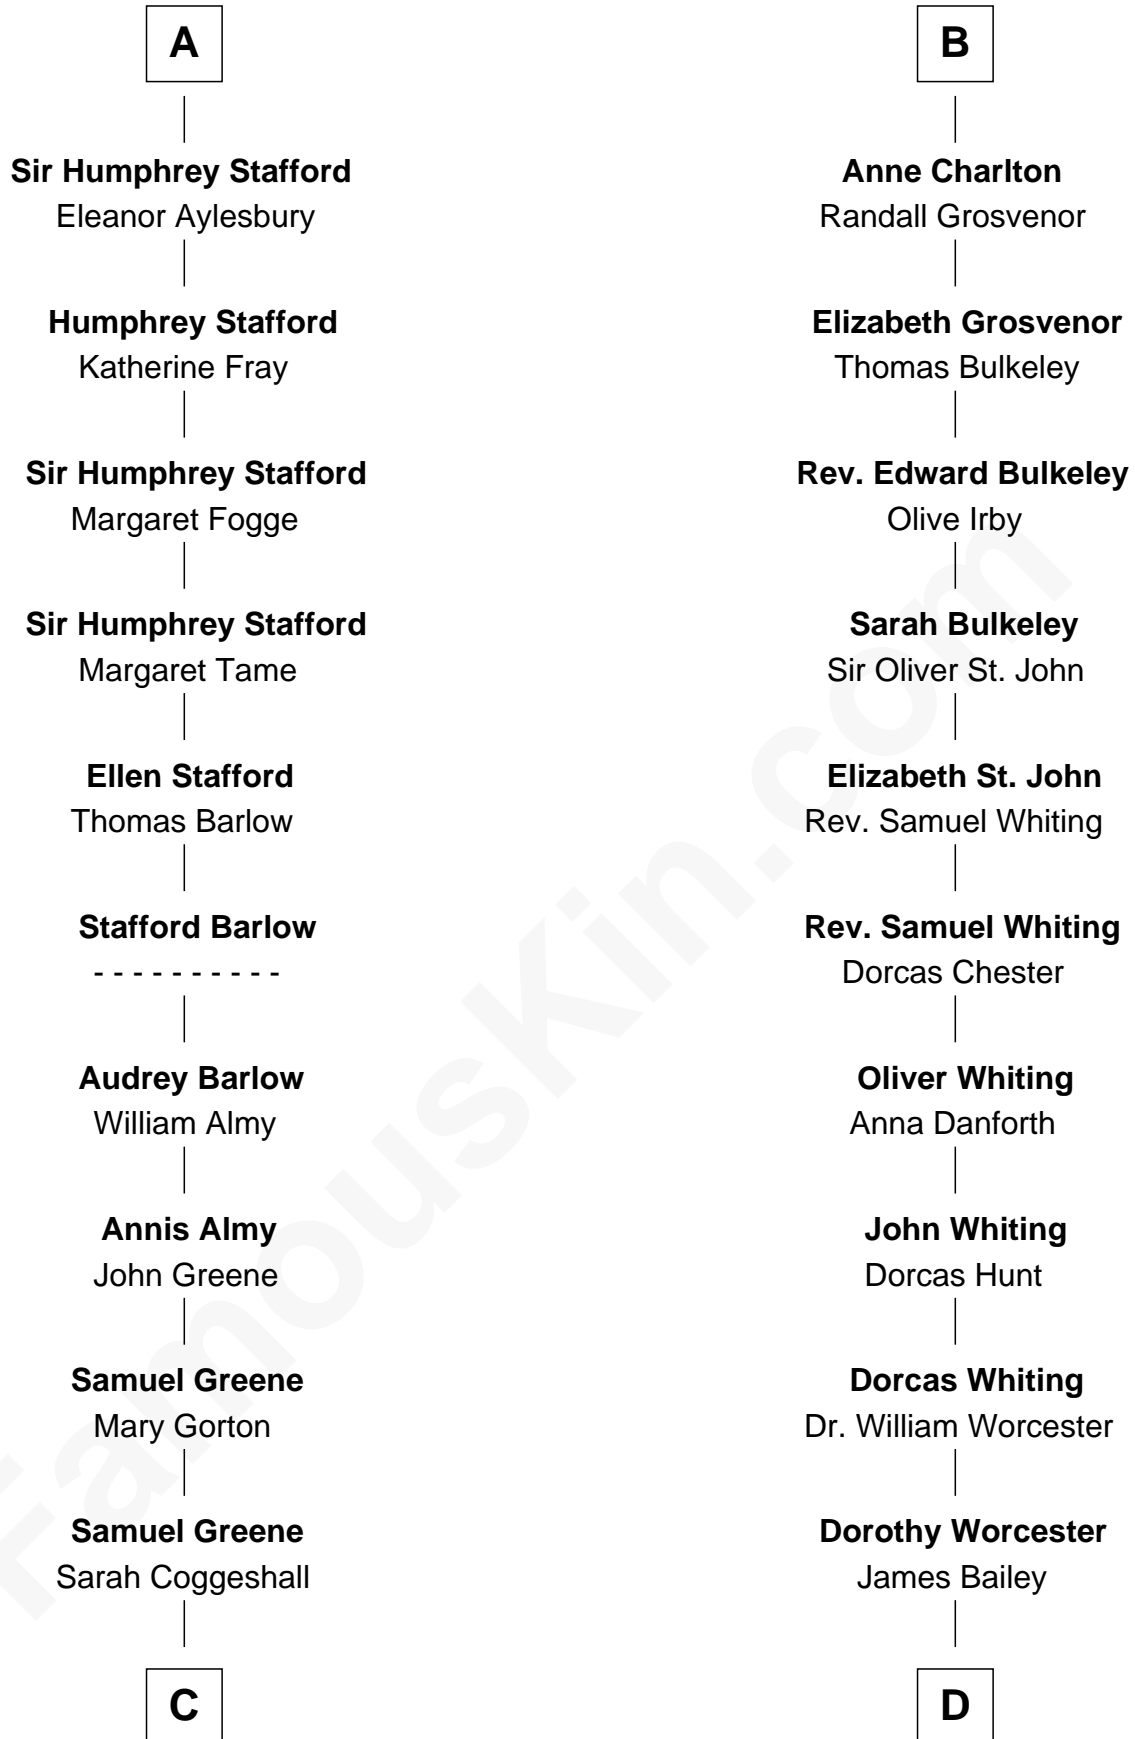 A
Sir Humphrey Stafford
Eleanor Aylesbury
Humphrey Stafford
Katherine Fray
Sir Humphrey Stafford
Margaret Fogge
Sir Humphrey Stafford
Margaret Tame
Ellen Stafford
Thomas Barlow
Stafford Barlow
- - - - - - - - - -
Audrey Barlow
William Almy
Annis Almy
John Greene
Samuel Greene
Mary Gorton
Samuel Greene
Sarah Coggeshall
C
B
Anne Charlton
Randall Grosvenor
Elizabeth Grosvenor
Thomas Bulkeley
Rev. Edward Bulkeley
Olive Irby
Sarah Bulkeley
Sir Oliver St. John
Elizabeth St. John
Rev. Samuel Whiting
Rev. Samuel Whiting
Dorcas Chester
Oliver Whiting
Anna Danforth
John Whiting
Dorcas Hunt
Dorcas Whiting
Dr. William Worcester
Dorothy Worcester
James Bailey
D
FamousKin.com